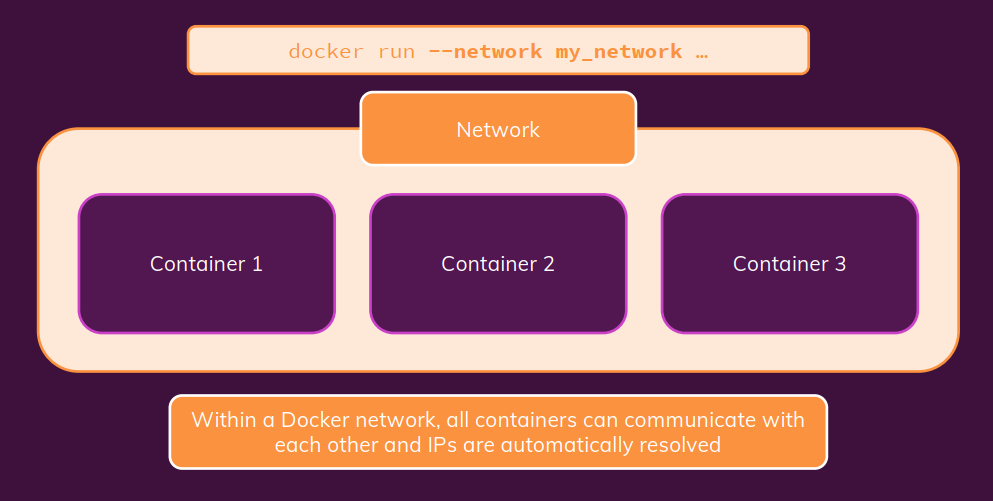 docker run --network my_network …
Network
Container 1
Container 2
Container 3
Within a Docker network, all containers can communicate with
each other and IPs are automatically resolved